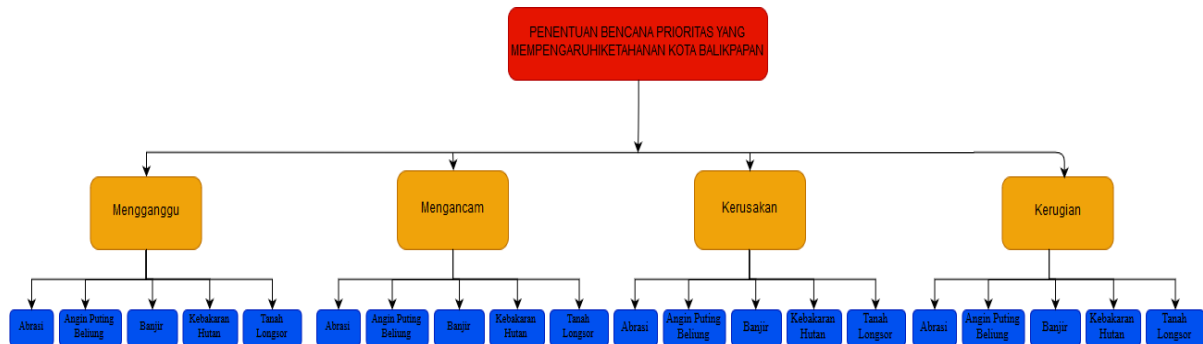 PENENTUAN BENCANA PRIORITAS YANG
MEMPENGARUHIKETAHANAN KOTA BALIKPAPAN
Mengganggu
Mengancam
Kerusakan
Kerugian
Abrasi
Angin Puting
Beliung
Banjir
Kebakaran
Hutan
Tanah
Longsor
Abrasi
Angin Puting
Beliung
Banjir
Kebakaran
Hutan
Tanah
Longsor
Abrasi
Angin Puting
Beliung
Banjir
Kebakaran
Hutan
Tanah
Longsor
Abrasi
Angin Puting
Beliung
Banjir
Kebakaran
Hutan
Tanah
Longsor